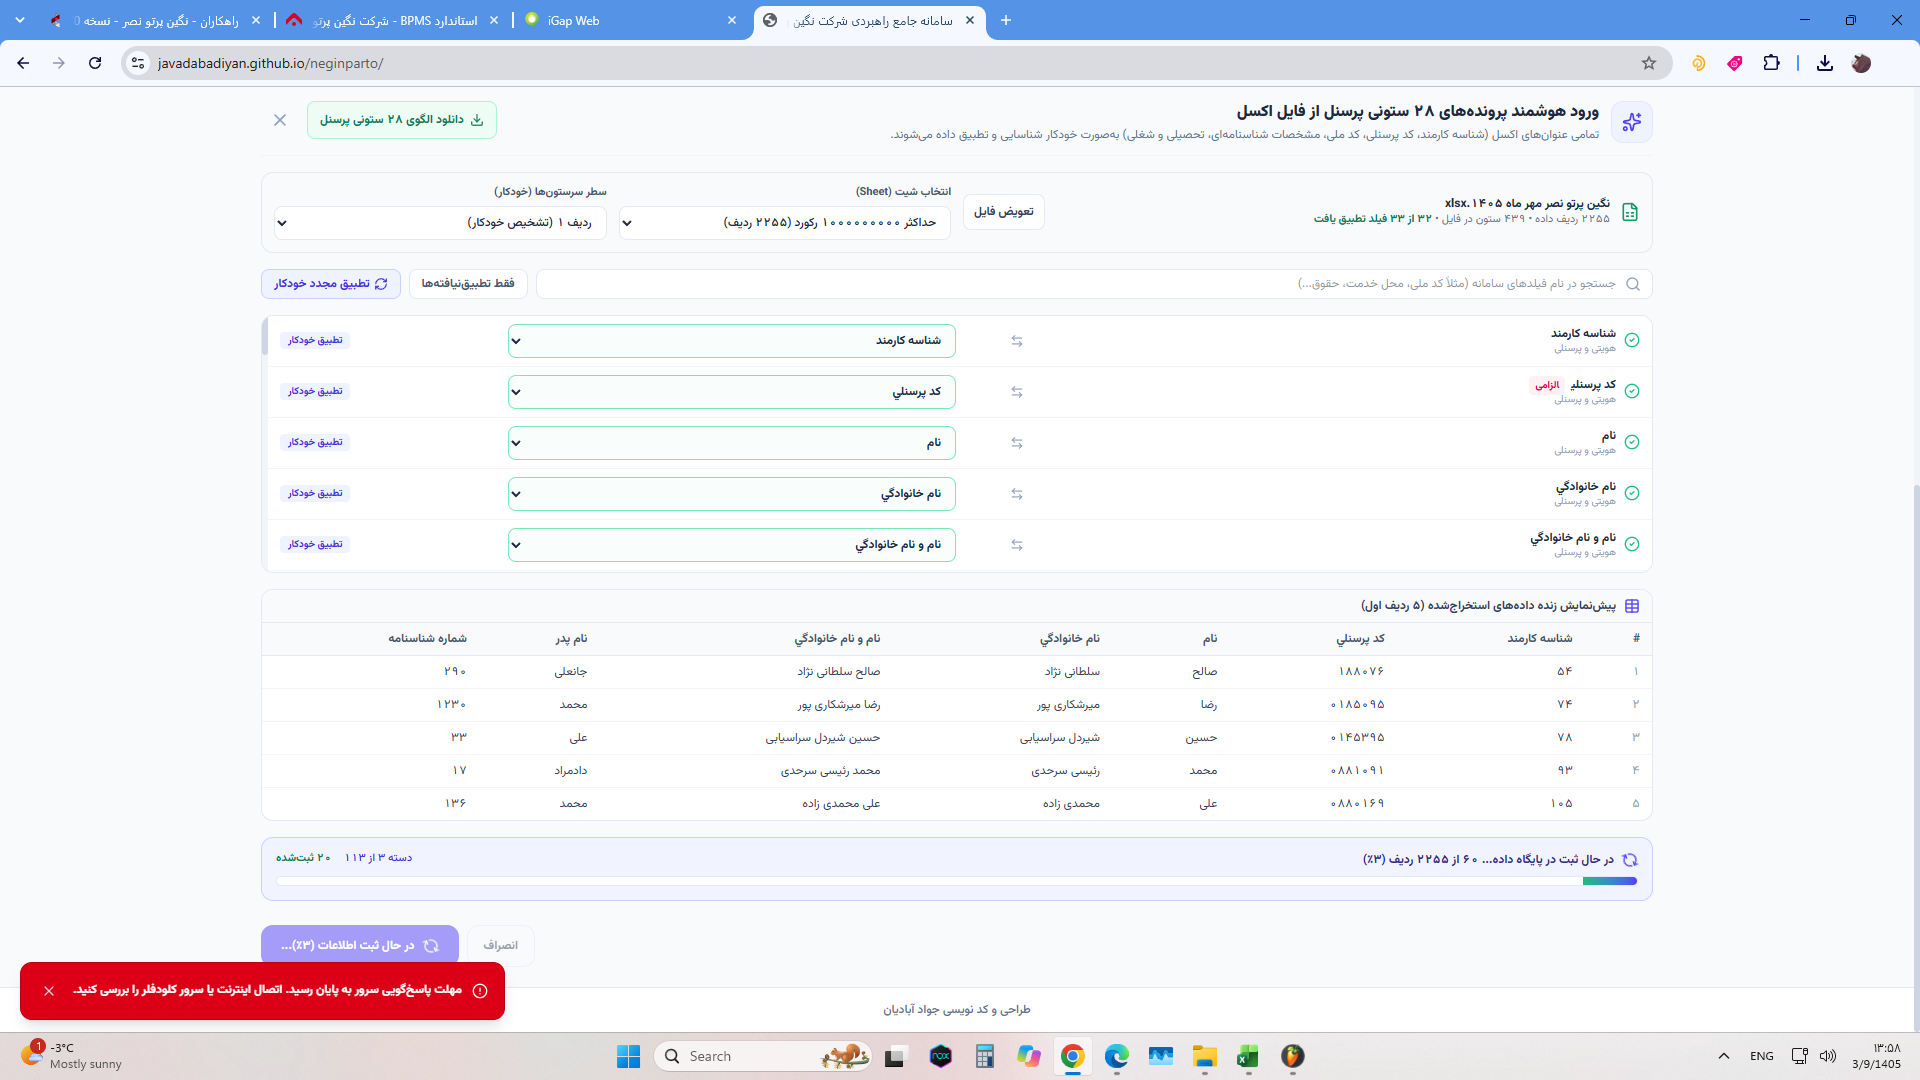 راهکاران - نگین پرتو نصر - نسخه 0
استاندارد BPMS - شرکت نگین پرتو
iGap Web
سامانه جامع راهبردی شرکت نگین
javadabadiyan.github.io/neginparto/
ورود هوشمند پرونده‌های ۲۸ ستونی پرسنل از فایل اکسل
تمامی عنوان‌های اکسل (شناسه کارمند، کد پرسنلی، کد ملی، مشخصات شناسنامه‌ای، تحصیلی و شغلی) به‌صورت خودکار شناسایی و تطبیق داده می‌شوند.
دانلود الگوی ۲۸ ستونی پرسنل
نگین پرتو نصر مهر ماه ۱۴۰۵.xlsx
۲۲۵۵ ردیف داده • ۴۳۹ ستون در فایل • ۳۲ از ۳۳ فیلد تطبیق یافت
تعویض فایل
انتخاب شیت (Sheet)
حداکثر ۱۰۰۰۰۰۰۰۰۰ رکورد (۲۲۵۵ ردیف)
سطر سرستون‌ها (خودکار)
ردیف ۱ (تشخیص خودکار)
جستجو در نام فیلدهای سامانه (مثلاً کد ملی، محل خدمت، حقوق...)
فقط تطبیق‌نیافته‌ها
تطبیق مجدد خودکار
شناسه کارمند
هویتی و پرسنلی
شناسه کارمند
تطبیق خودکار
کد پرسنلي الزامی
هویتی و پرسنلی
کد پرسنلي
تطبیق خودکار
نام
هویتی و پرسنلی
نام
تطبیق خودکار
نام خانوادگي
هویتی و پرسنلی
نام خانوادگي
تطبیق خودکار
نام و نام خانوادگي
هویتی و پرسنلی
نام و نام خانوادگي
تطبیق خودکار
پیش‌نمایش زنده داده‌های استخراج‌شده (۵ ردیف اول)
# شناسه کارمند کد پرسنلي نام نام خانوادگي نام و نام خانوادگي نام پدر شماره شناسنامه
۱ ۵۴ ۱۸۸۰۷۶ صالح سلطانی نژاد صالح سلطانی نژاد جانعلی ۲۹۰
۲ ۷۴ ۰۱۸۵۰۹۵ رضا میرشکاری پور رضا میرشکاری پور محمد ۱۲۳۰
۳ ۷۸ ۰۱۴۵۳۹۵ حسین شیردل سراسیابی حسین شیردل سراسیابی علی ۳۳
۴ ۹۳ ۰۸۸۱۰۹۱ محمد رئیسی سرحدی محمد رئیسی سرحدی دادمراد ۱۷
۵ ۱۰۵ ۰۸۸۰۱۶۹ علی محمدی زاده علی محمدی زاده محمد ۱۳۶
در حال ثبت در پایگاه داده... ۶۰ از ۲۲۵۵ ردیف (۳٪)
دسته ۳ از ۱۱۳ ۲۰ ثبت‌شده
انصراف
در حال ثبت اطلاعات (۳٪)...
مهلت پاسخ‌گویی سرور به پایان رسید. اتصال اینترنت یا سرور کلودفلر را بررسی کنید.
طراحی و کد نویسی جواد آبادیان
1
-3°C
Mostly sunny
Search
ENG
۱۳:۵۸
3/9/1405